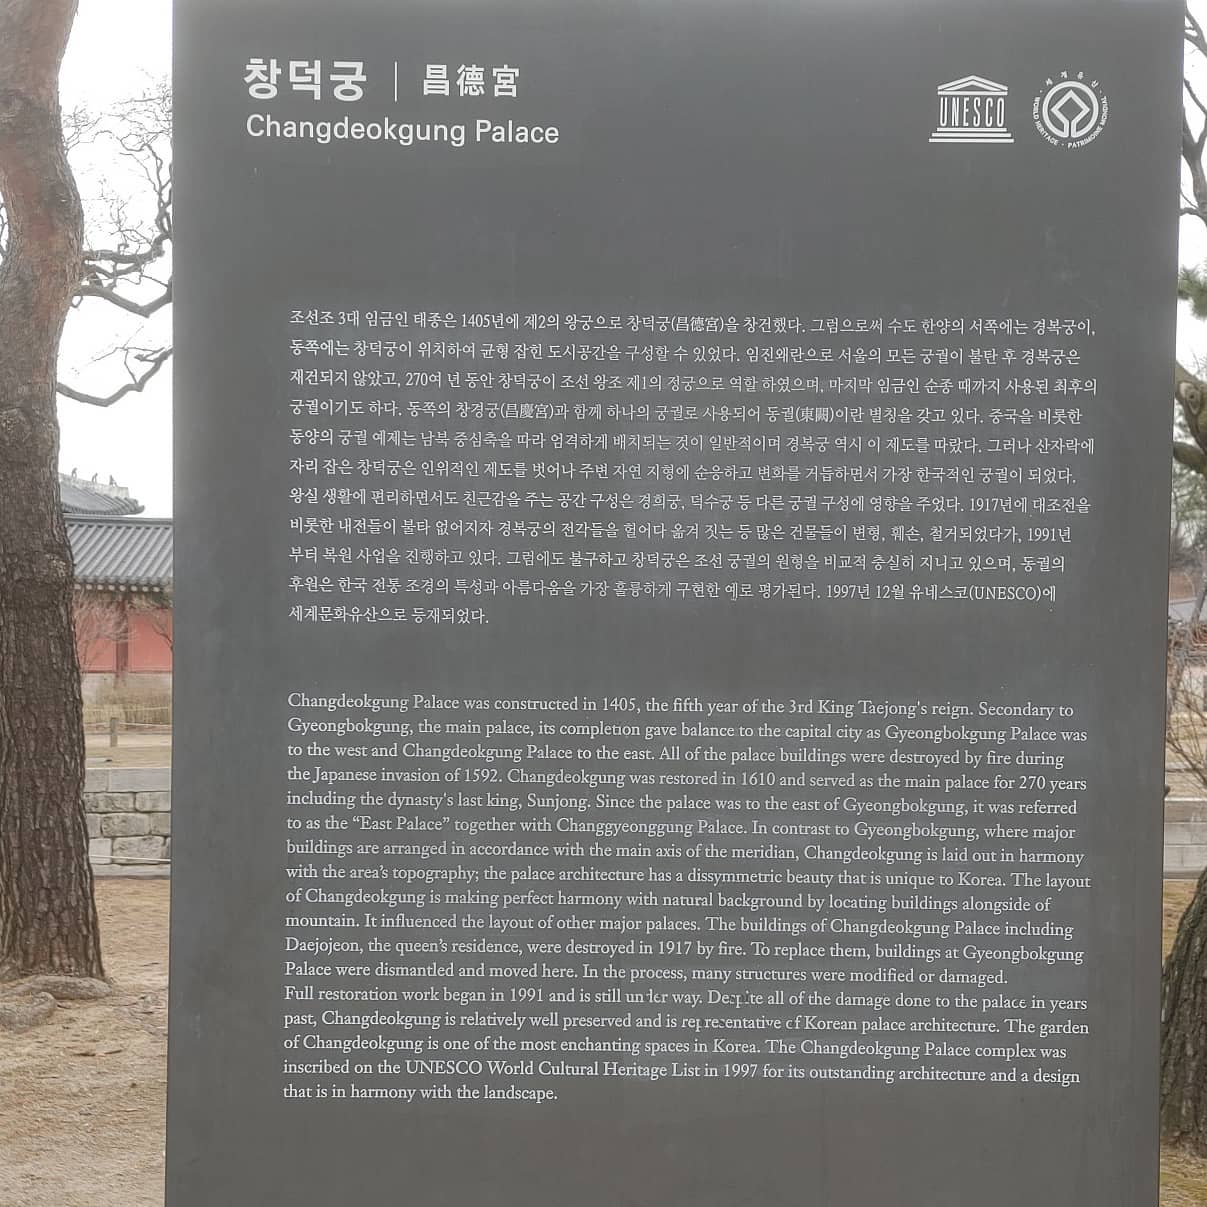 창덕궁 | 昌德宮
Changdeokgung Palace
UNESCO
· 세 계 유 산 ·
WORLD HERITAGE · PATRIMOINE MONDIAL
조선조 3대 임금인 태종은 1405년에 제2의 왕궁으로 창덕궁(昌德宮)을 창건했다. 그럼으로써 수도 한양의 서쪽에는 경복궁이,
동쪽에는 창덕궁이 위치하여 균형 잡힌 도시공간을 구성할 수 있었다. 임진왜란으로 서울의 모든 궁궐이 불탄 후 경복궁은
재건되지 않았고, 270여 년 동안 창덕궁이 조선 왕조 제1의 정궁으로 역할 하였으며, 마지막 임금인 순종 때까지 사용된 최후의
궁궐이기도 하다. 동쪽의 창경궁(昌慶宮)과 함께 하나의 궁궐로 사용되어 동궐(東闕)이란 별칭을 갖고 있다. 중국을 비롯한
동양의 궁궐 예제는 남북 중심축을 따라 엄격하게 배치되는 것이 일반적이며 경복궁 역시 이 제도를 따랐다. 그러나 산자락에
자리 잡은 창덕궁은 인위적인 제도를 벗어나 주변 자연 지형에 순응하고 변화를 거듭하면서 가장 한국적인 궁궐이 되었다.
왕실 생활에 편리하면서도 친근감을 주는 공간 구성은 경희궁, 덕수궁 등 다른 궁궐 구성에 영향을 주었다. 1917년에 대조전을
비롯한 내전들이 불타 없어지자 경복궁의 전각들을 헐어다 옮겨 짓는 등 많은 건물들이 변형, 훼손, 철거되었다가, 1991년
부터 복원 사업을 진행하고 있다. 그럼에도 불구하고 창덕궁은 조선 궁궐의 원형을 비교적 충실히 지니고 있으며, 동궐의
후원은 한국 전통 조경의 특성과 아름다움을 가장 훌륭하게 구현한 예로 평가된다. 1997년 12월 유네스코(UNESCO)에
세계문화유산으로 등재되었다.
Changdeokgung Palace was constructed in 1405, the fifth year of the 3rd King Taejong's reign. Secondary to
Gyeongbokgung, the main palace, its completion gave balance to the capital city as Gyeongbokgung Palace was
to the west and Changdeokgung Palace to the east. All of the palace buildings were destroyed by fire during
the Japanese invasion of 1592. Changdeokgung was restored in 1610 and served as the main palace for 270 years
including the dynasty's last king, Sunjong. Since the palace was to the east of Gyeongbokgung, it was referred
to as the “East Palace” together with Changgyeonggung Palace. In contrast to Gyeongbokgung, where major
buildings are arranged in accordance with the main axis of the meridian, Changdeokgung is laid out in harmony
with the area’s topography; the palace architecture has a dissymmetric beauty that is unique to Korea. The layout
of Changdeokgung is making perfect harmony with natural background by locating buildings alongside of
mountain. It influenced the layout of other major palaces. The buildings of Changdeokgung Palace including
Daejojeon, the queen’s residence, were destroyed in 1917 by fire. To replace them, buildings at Gyeongbokgung
Palace were dismantled and moved here. In the process, many structures were modified or damaged.
Full restoration work began in 1991 and is still under way. Despite all of the damage done to the palace in years
past, Changdeokgung is relatively well preserved and is representative of Korean palace architecture. The garden
of Changdeokgung is one of the most enchanting spaces in Korea. The Changdeokgung Palace complex was
inscribed on the UNESCO World Cultural Heritage List in 1997 for its outstanding architecture and a design
that is in harmony with the landscape.